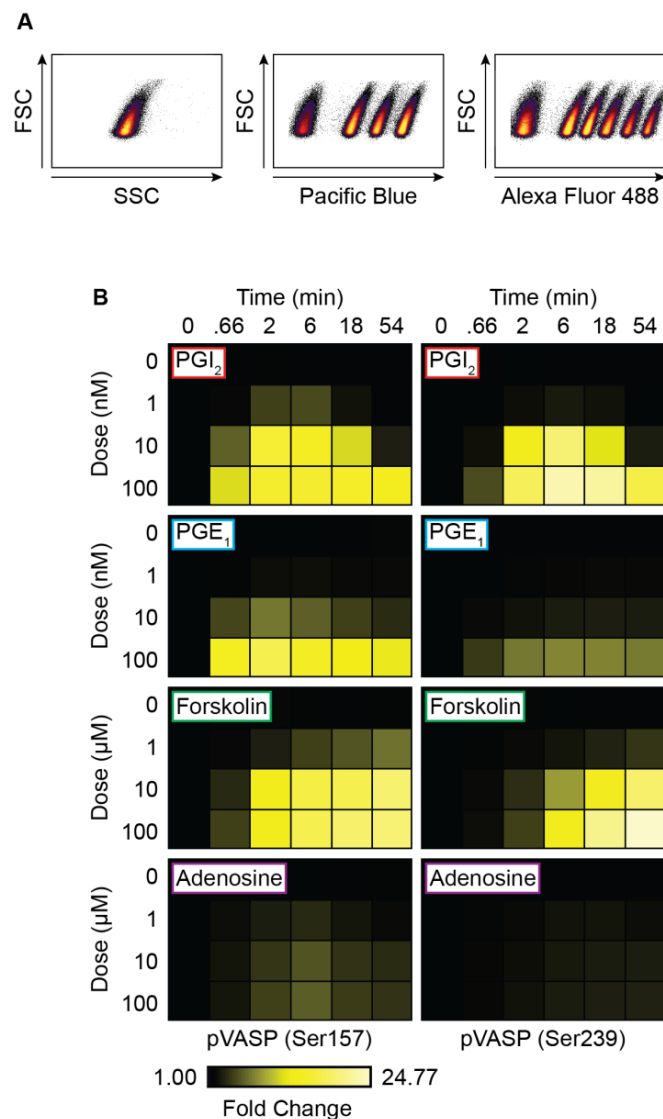 A
FSC
SSC
FSC
Pacific Blue
FSC
Alexa Fluor 488
B
Time (min) Time (min)
0 .66 2 6 18 54 0 .66 2 6 18 54
Dose (nM)
0
1
10
100
PGI2 PGI2
Dose (nM)
0
1
10
100
PGE1 PGE1
Dose (µM)
0
1
10
100
Forskolin Forskolin
Dose (µM)
0
1
10
100
Adenosine Adenosine
pVASP (Ser157) pVASP (Ser239)
1.00 24.77
Fold Change